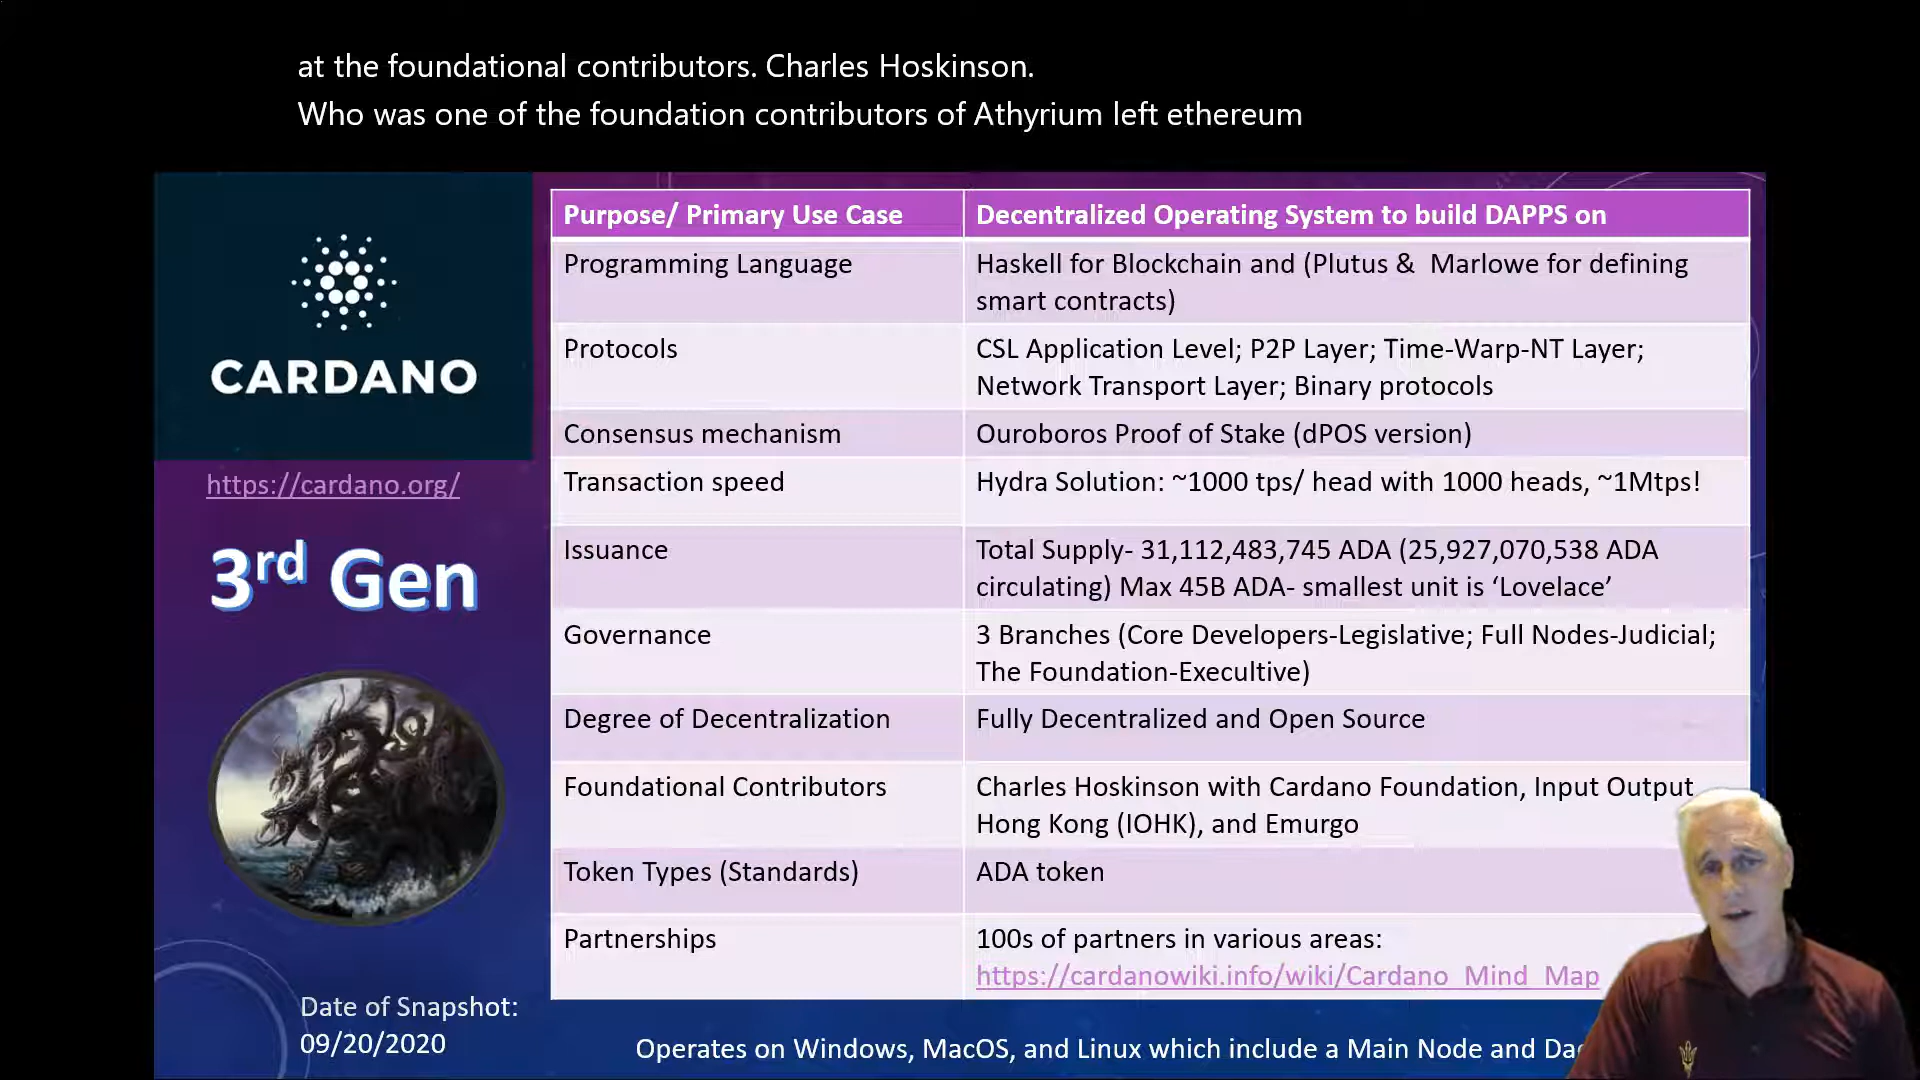 at the foundational contributors. Charles Hoskinson.
Who was one of the foundation contributors of Athyrium left ethereum
CARDANO
https://cardano.org/
3rd Gen
Date of Snapshot:
09/20/2020
Purpose/ Primary Use Case
Decentralized Operating System to build DAPPS on
Programming Language
Haskell for Blockchain and (Plutus & Marlowe for defining
smart contracts)
Protocols
CSL Application Level; P2P Layer; Time-Warp-NT Layer;
Network Transport Layer; Binary protocols
Consensus mechanism
Ouroboros Proof of Stake (dPOS version)
Transaction speed
Hydra Solution: ~1000 tps/ head with 1000 heads, ~1Mtps!
Issuance
Total Supply- 31,112,483,745 ADA (25,927,070,538 ADA
circulating) Max 45B ADA- smallest unit is ‘Lovelace’
Governance
3 Branches (Core Developers-Legislative; Full Nodes-Judicial;
The Foundation-Execultive)
Degree of Decentralization
Fully Decentralized and Open Source
Foundational Contributors
Charles Hoskinson with Cardano Foundation, Input Output
Hong Kong (IOHK), and Emurgo
Token Types (Standards)
ADA token
Partnerships
100s of partners in various areas:
https://cardanowiki.info/wiki/Cardano_Mind_Map
Operates on Windows, MacOS, and Linux which include a Main Node and